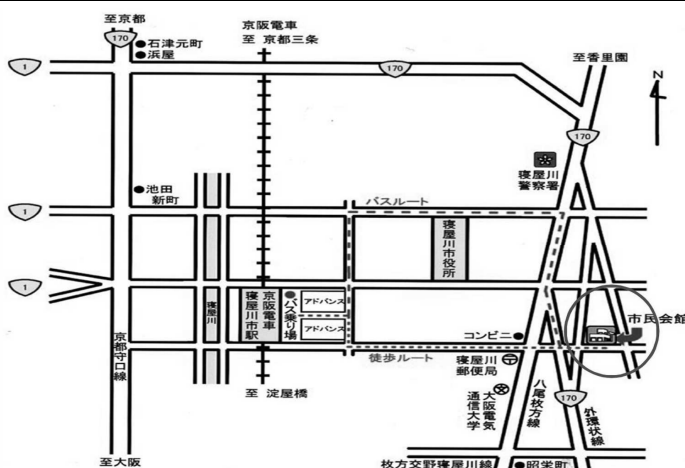 至京都
170
石津元町
浜屋
京阪電車
至 京都三条
1
170
至香里園
N
170
寝屋川
警察署
池田
新町
バスルート
1
寝屋川市役所
1
寝屋川
京阪電車
寝屋川市駅
バス乗り場
アドバンス
アドバンス
市民会館
コンビニ
京都守口線
徒歩ルート
寝屋川
郵便局
至 淀屋橋
大阪電気
通信大学
八尾枚方線
170
外環状線
至大阪
枚方交野寝屋川線
昭栄町